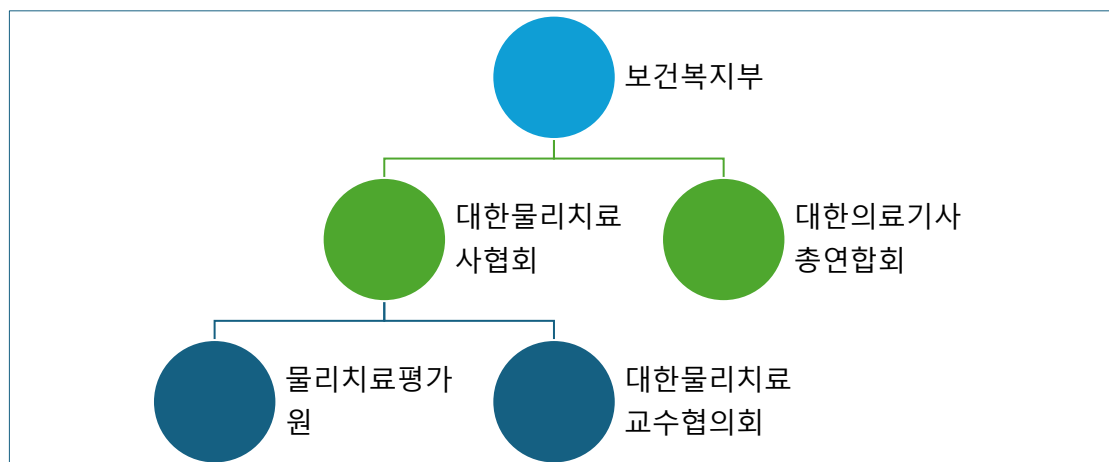 보건복지부
대한물리치료
사협회
대한의료기사
총연합회
물리치료평가
원
대한물리치료
교수협의회